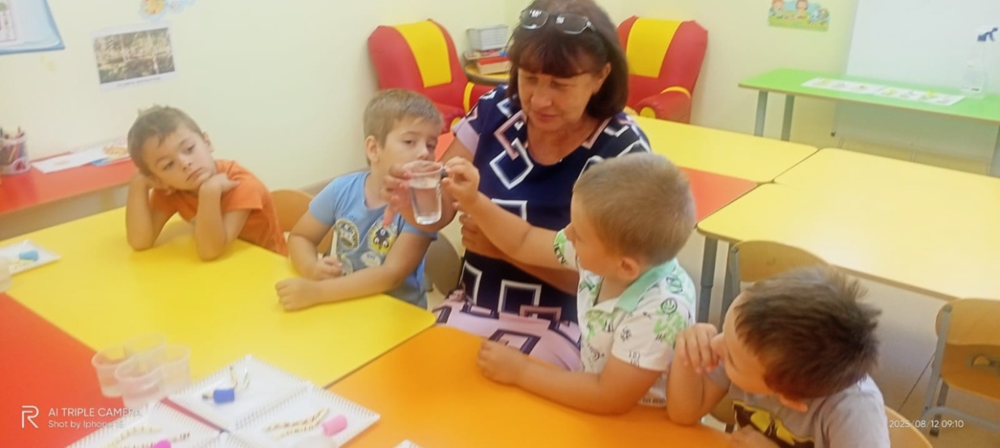 AI TRIPLE CAMERA
Shot by Iphone
2025/08/12 09:10